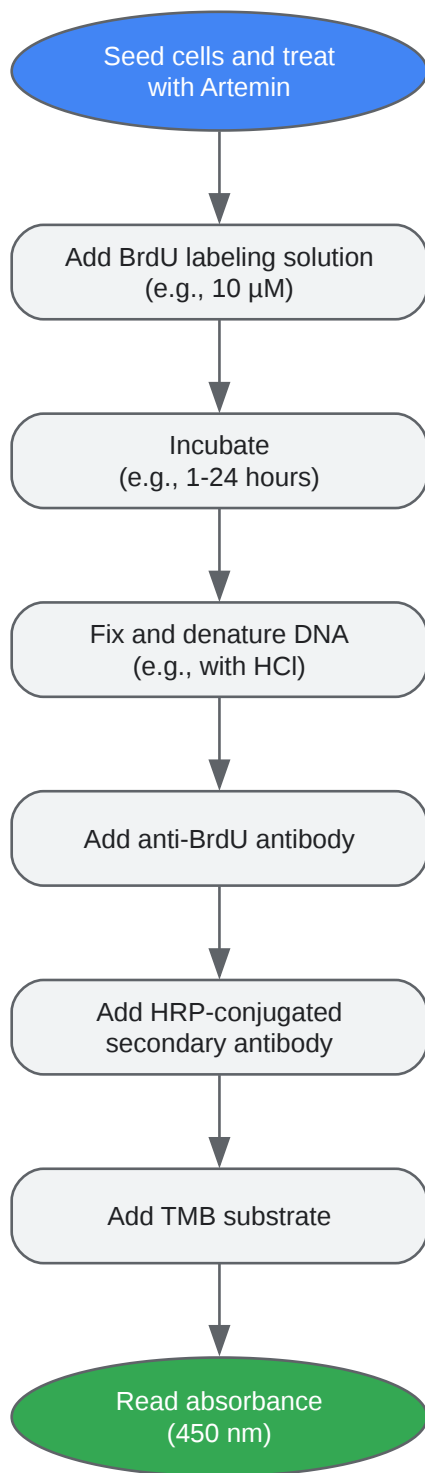 Seed cells and treat
with Artemin
Add BrdU labeling solution
(e.g., 10 µM)
Incubate
(e.g., 1-24 hours)
Fix and denature DNA
(e.g., with HCl)
Add anti-BrdU antibody
Add HRP-conjugated
secondary antibody
Add TMB substrate
Read absorbance
(450 nm)